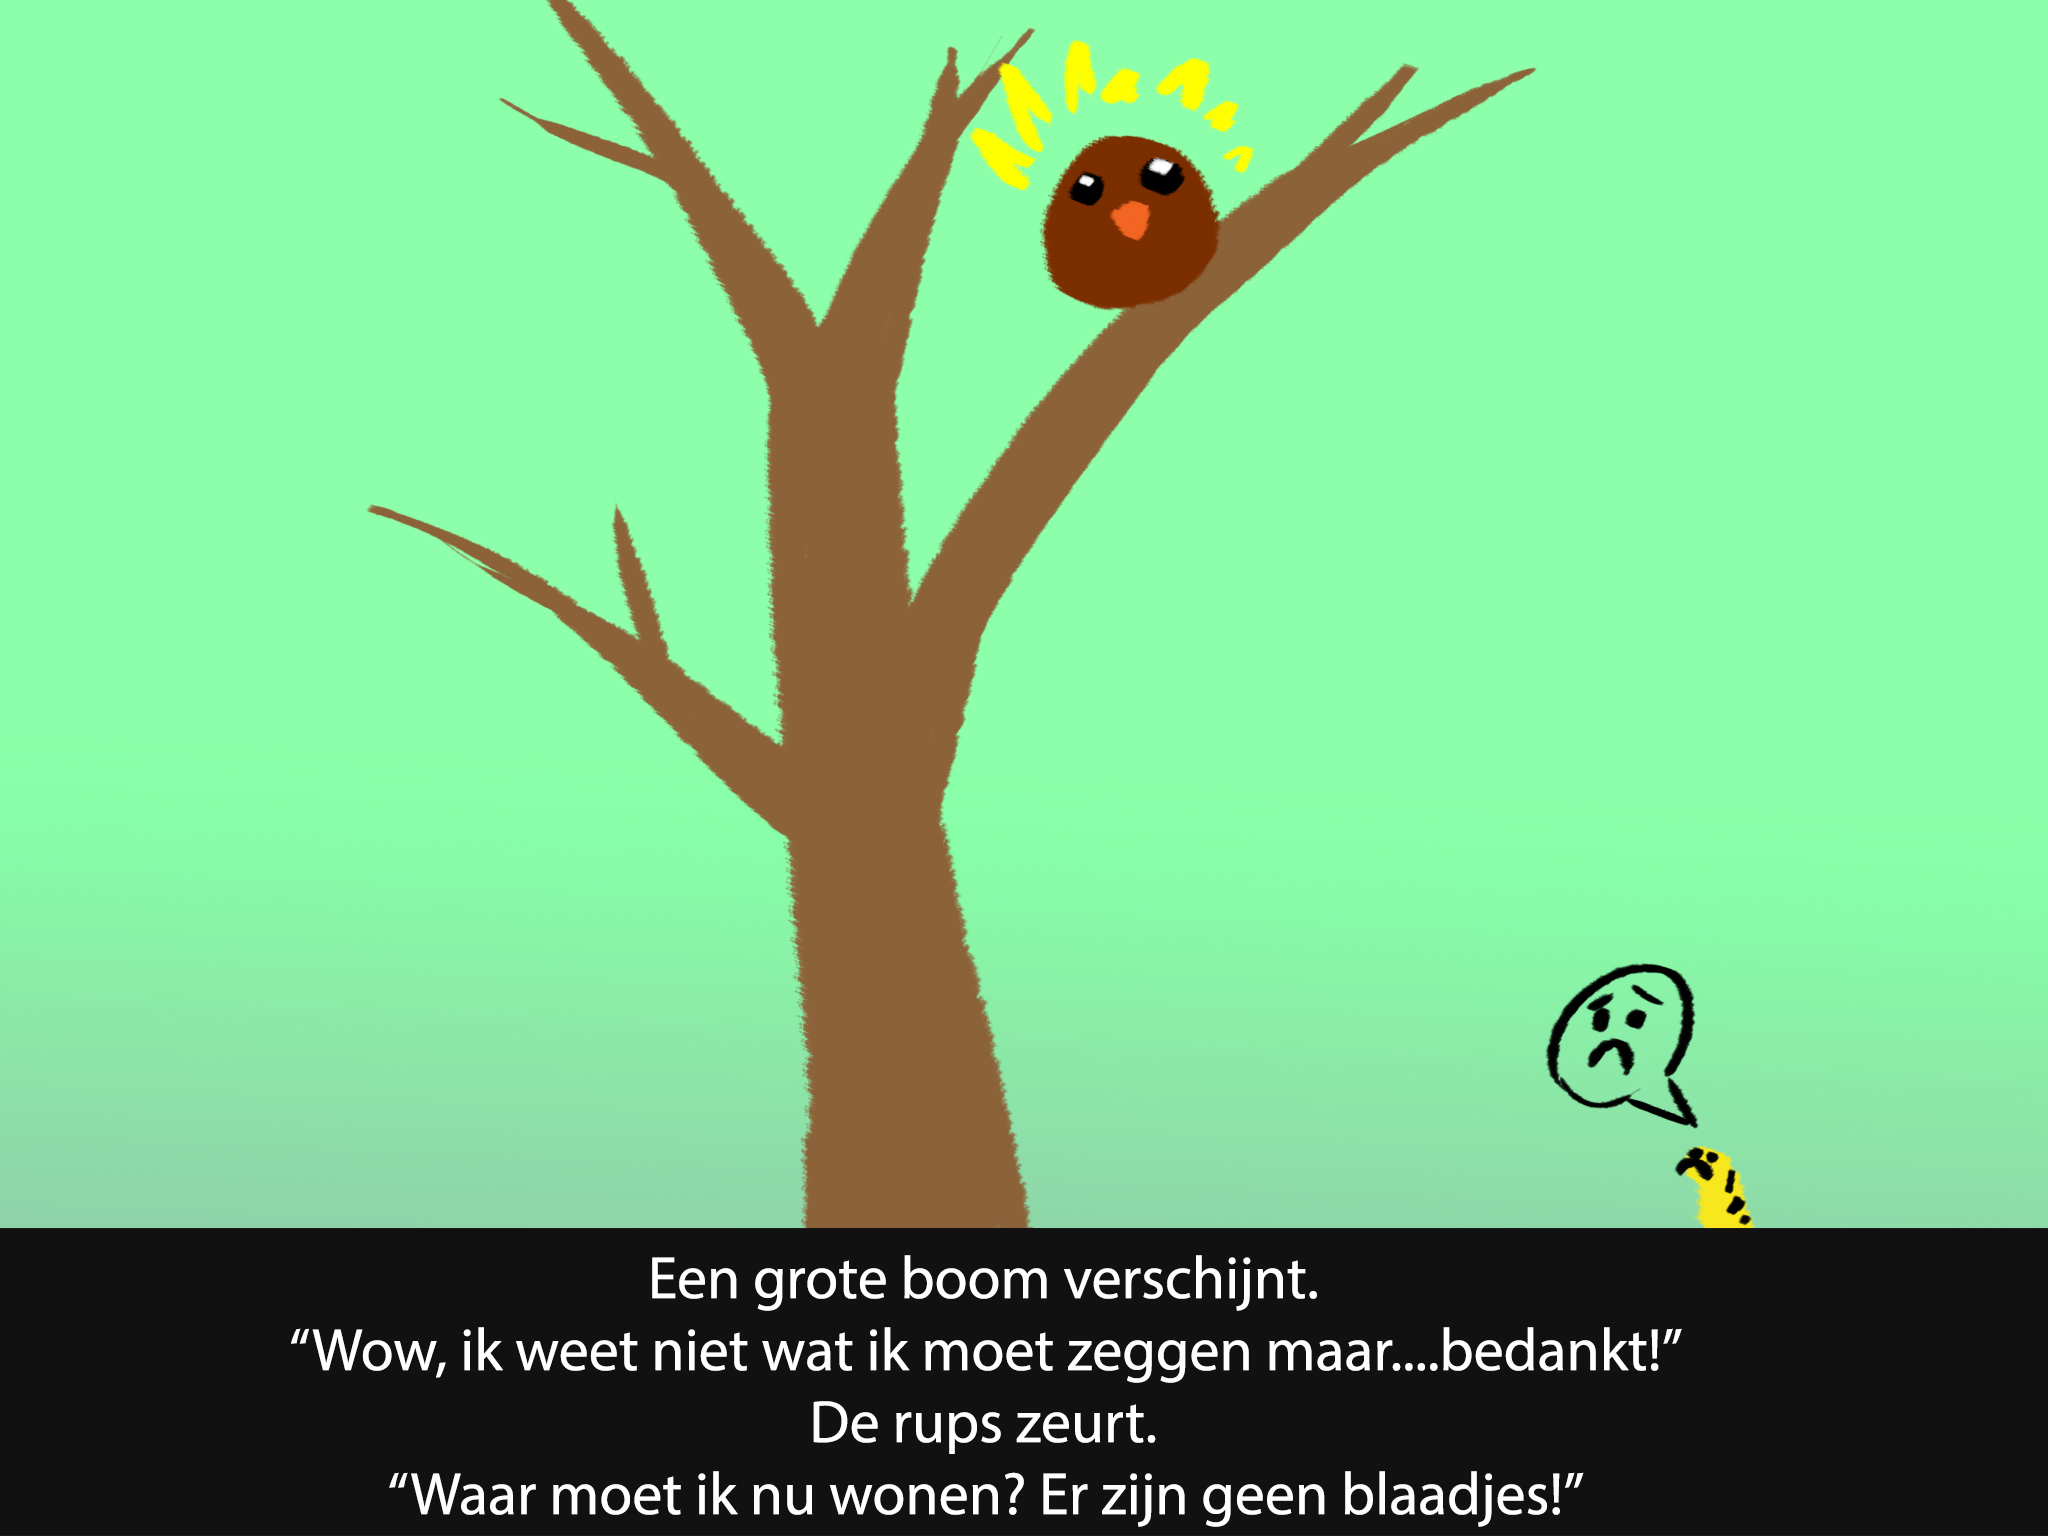 Een grote boom verschijnt.
“Wow, ik weet niet wat ik moet zeggen maar....bedankt!”
De rups zeurt.
“Waar moet ik nu wonen? Er zijn geen blaadjes!”